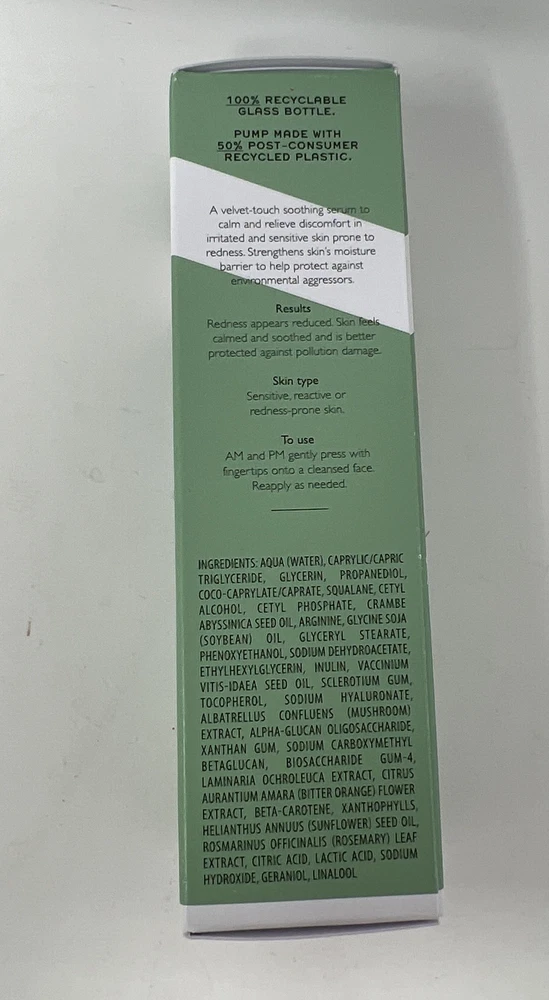 100% RECYCLABLE
GLASS BOTTLE.
PUMP MADE WITH
50% POST-CONSUMER
RECYCLED PLASTIC.
A velvet-touch soothing serum to
calm and relieve discomfort in
irritated and sensitive skin prone to
redness. Strengthens skin's moisture
barrier to help protect against
environmental aggressors.
Results
Redness appears reduced. Skin feels
calmed and soothed and is better
protected against pollution damage.
Skin type
Sensitive, reactive or
redness-prone skin.
To use
AM and PM gently press with
fingertips onto a cleansed face.
Reapply as needed.
INGREDIENTS: AQUA (WATER), CAPRYLIC/CAPRIC
TRIGLYCERIDE, GLYCERIN, PROPANEDIOL,
COCO-CAPRYLATE/CAPRATE, SQUALANE, CETYL
ALCOHOL, CETYL PHOSPHATE, CRAMBE
ABYSSINICA SEED OIL, ARGININE, GLYCINE SOJA
(SOYBEAN) OIL, GLYCERYL STEARATE,
PHENOXYETHANOL, SODIUM DEHYDROACETATE,
ETHYLHEXYLGLYCERIN, INULIN, VACCINIUM
VITIS-IDAEA SEED OIL, SCLEROTIUM GUM,
TOCOPHEROL, SODIUM HYALURONATE,
ALBATRELLUS CONFLUENS (MUSHROOM)
EXTRACT, ALPHA-GLUCAN OLIGOSACCHARIDE,
XANTHAN GUM, SODIUM CARBOXYMETHYL
BETAGLUCAN, BIOSACCHARIDE GUM-4,
LAMINARIA OCHROLEUCA EXTRACT, CITRUS
AURANTIUM AMARA (BITTER ORANGE) FLOWER
EXTRACT, BETA-CAROTENE, XANTHOPHYLLS,
HELIANTHUS ANNUUS (SUNFLOWER) SEED OIL,
ROSMARINUS OFFICINALIS (ROSEMARY) LEAF
EXTRACT, CITRIC ACID, LACTIC ACID, SODIUM
HYDROXIDE, GERANIOL, LINALOOL